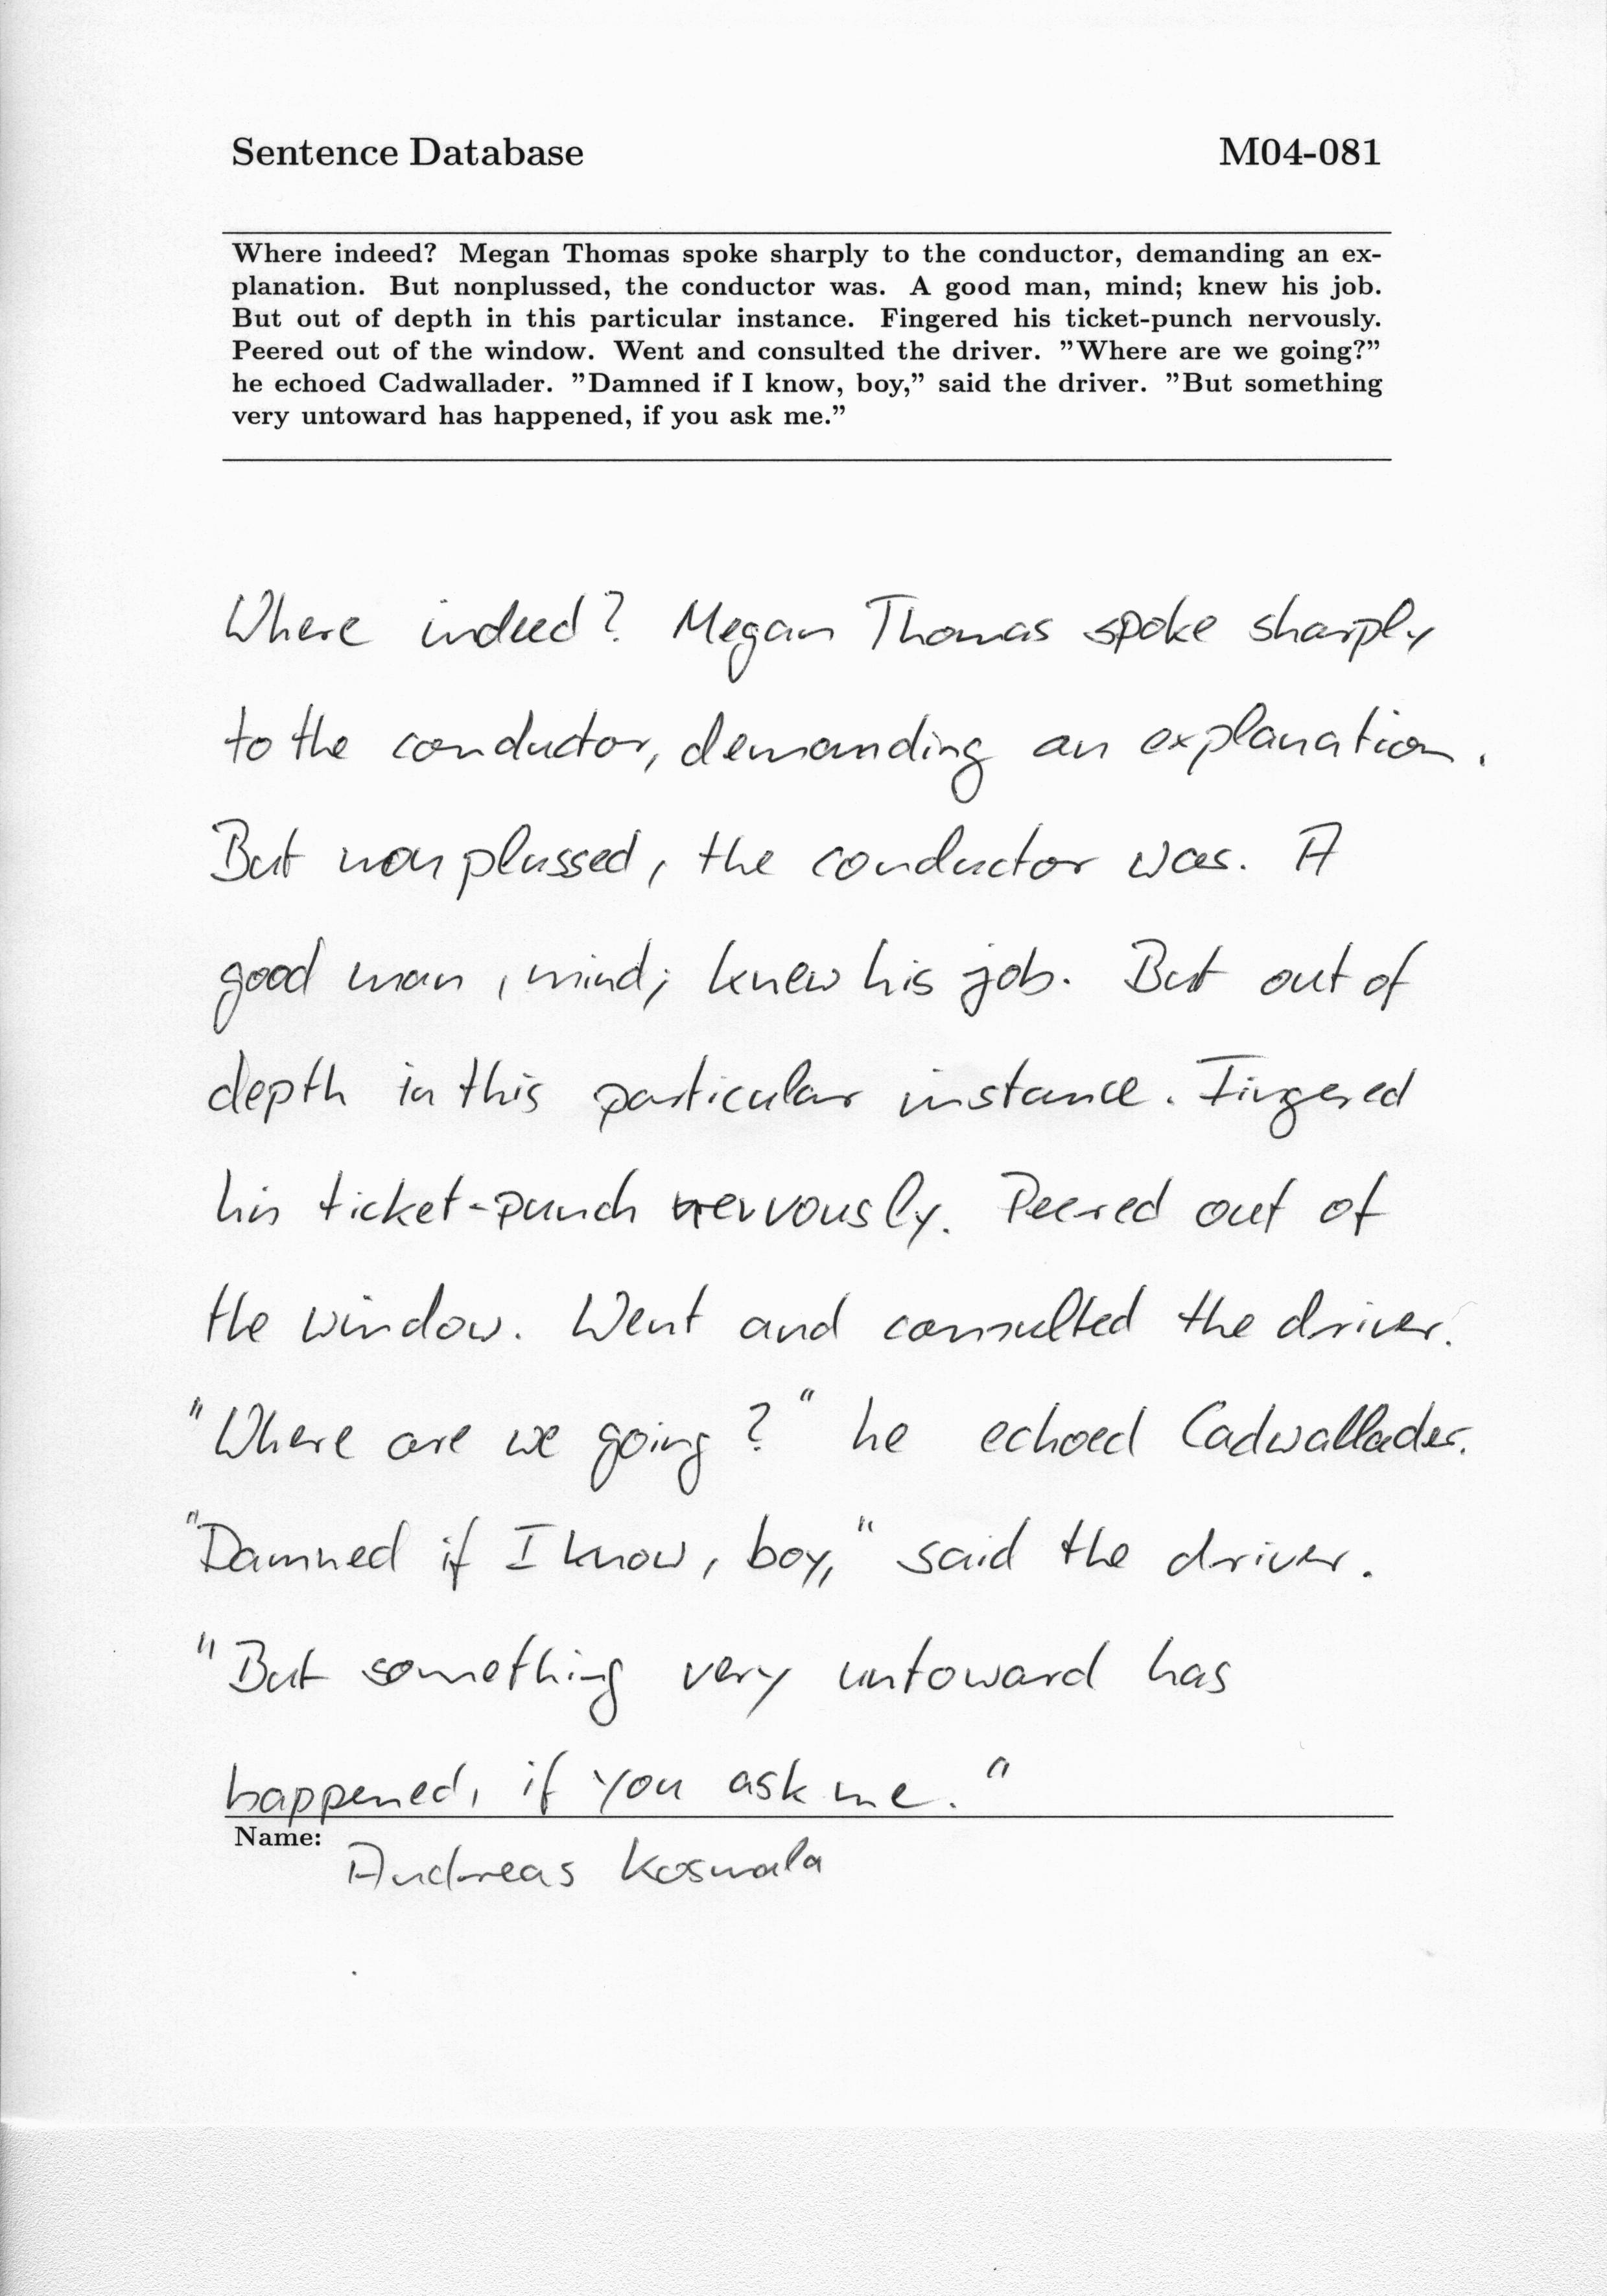 Sentence Database M04-081
Where indeed? Megan Thomas spoke sharply to the conductor, demanding an ex-
planation. But nonplussed, the conductor was. A good man, mind; knew his job.
But out of depth in this particular instance. Fingered his ticket-punch nervously.
Peered out of the window. Went and consulted the driver. ”Where are we going?”
he echoed Cadwallader. ”Damned if I know, boy,” said the driver. ”But something
very untoward has happened, if you ask me.”
Where indeed? Megan Thomas spoke sharply
to the conductor, demanding an explanation.
But nonplussed, the conductor was. A
good man, mind; knew his job. But out of
depth in this particular instance. Fingered
his ticket-punch nervously. Peered out of
the window. Went and consulted the driver.
"Where are we going?" he echoed Cadwallader.
"Damned if I know, boy," said the driver.
"But something very untoward has
happened, if you ask me."
Name:
Andreas Kosmala